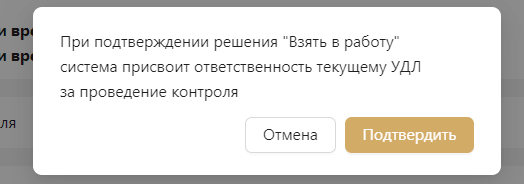 При подтверждении решения "Взять в работу"
система присвоит ответственность текущему УДЛ
за проведение контроля
Отмена
Подтвердить